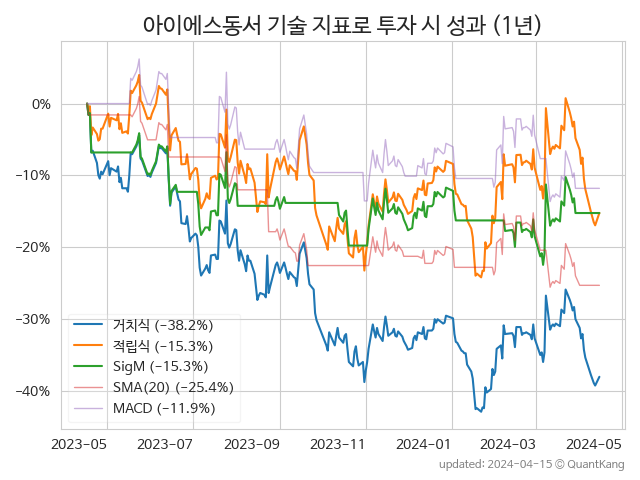 아이에스동서 기술 지표로 투자 시 성과 (1년)
0%
−10%
−20%
−30%
−40%
거치식 (−38.2%)
적립식 (−15.3%)
SigM (−15.3%)
SMA(20) (−25.4%)
MACD (−11.9%)
2023−05 2023−07 2023−09 2023−11 2024−01 2024−03 2024−05
updated: 2024−04−15 © QuantKang